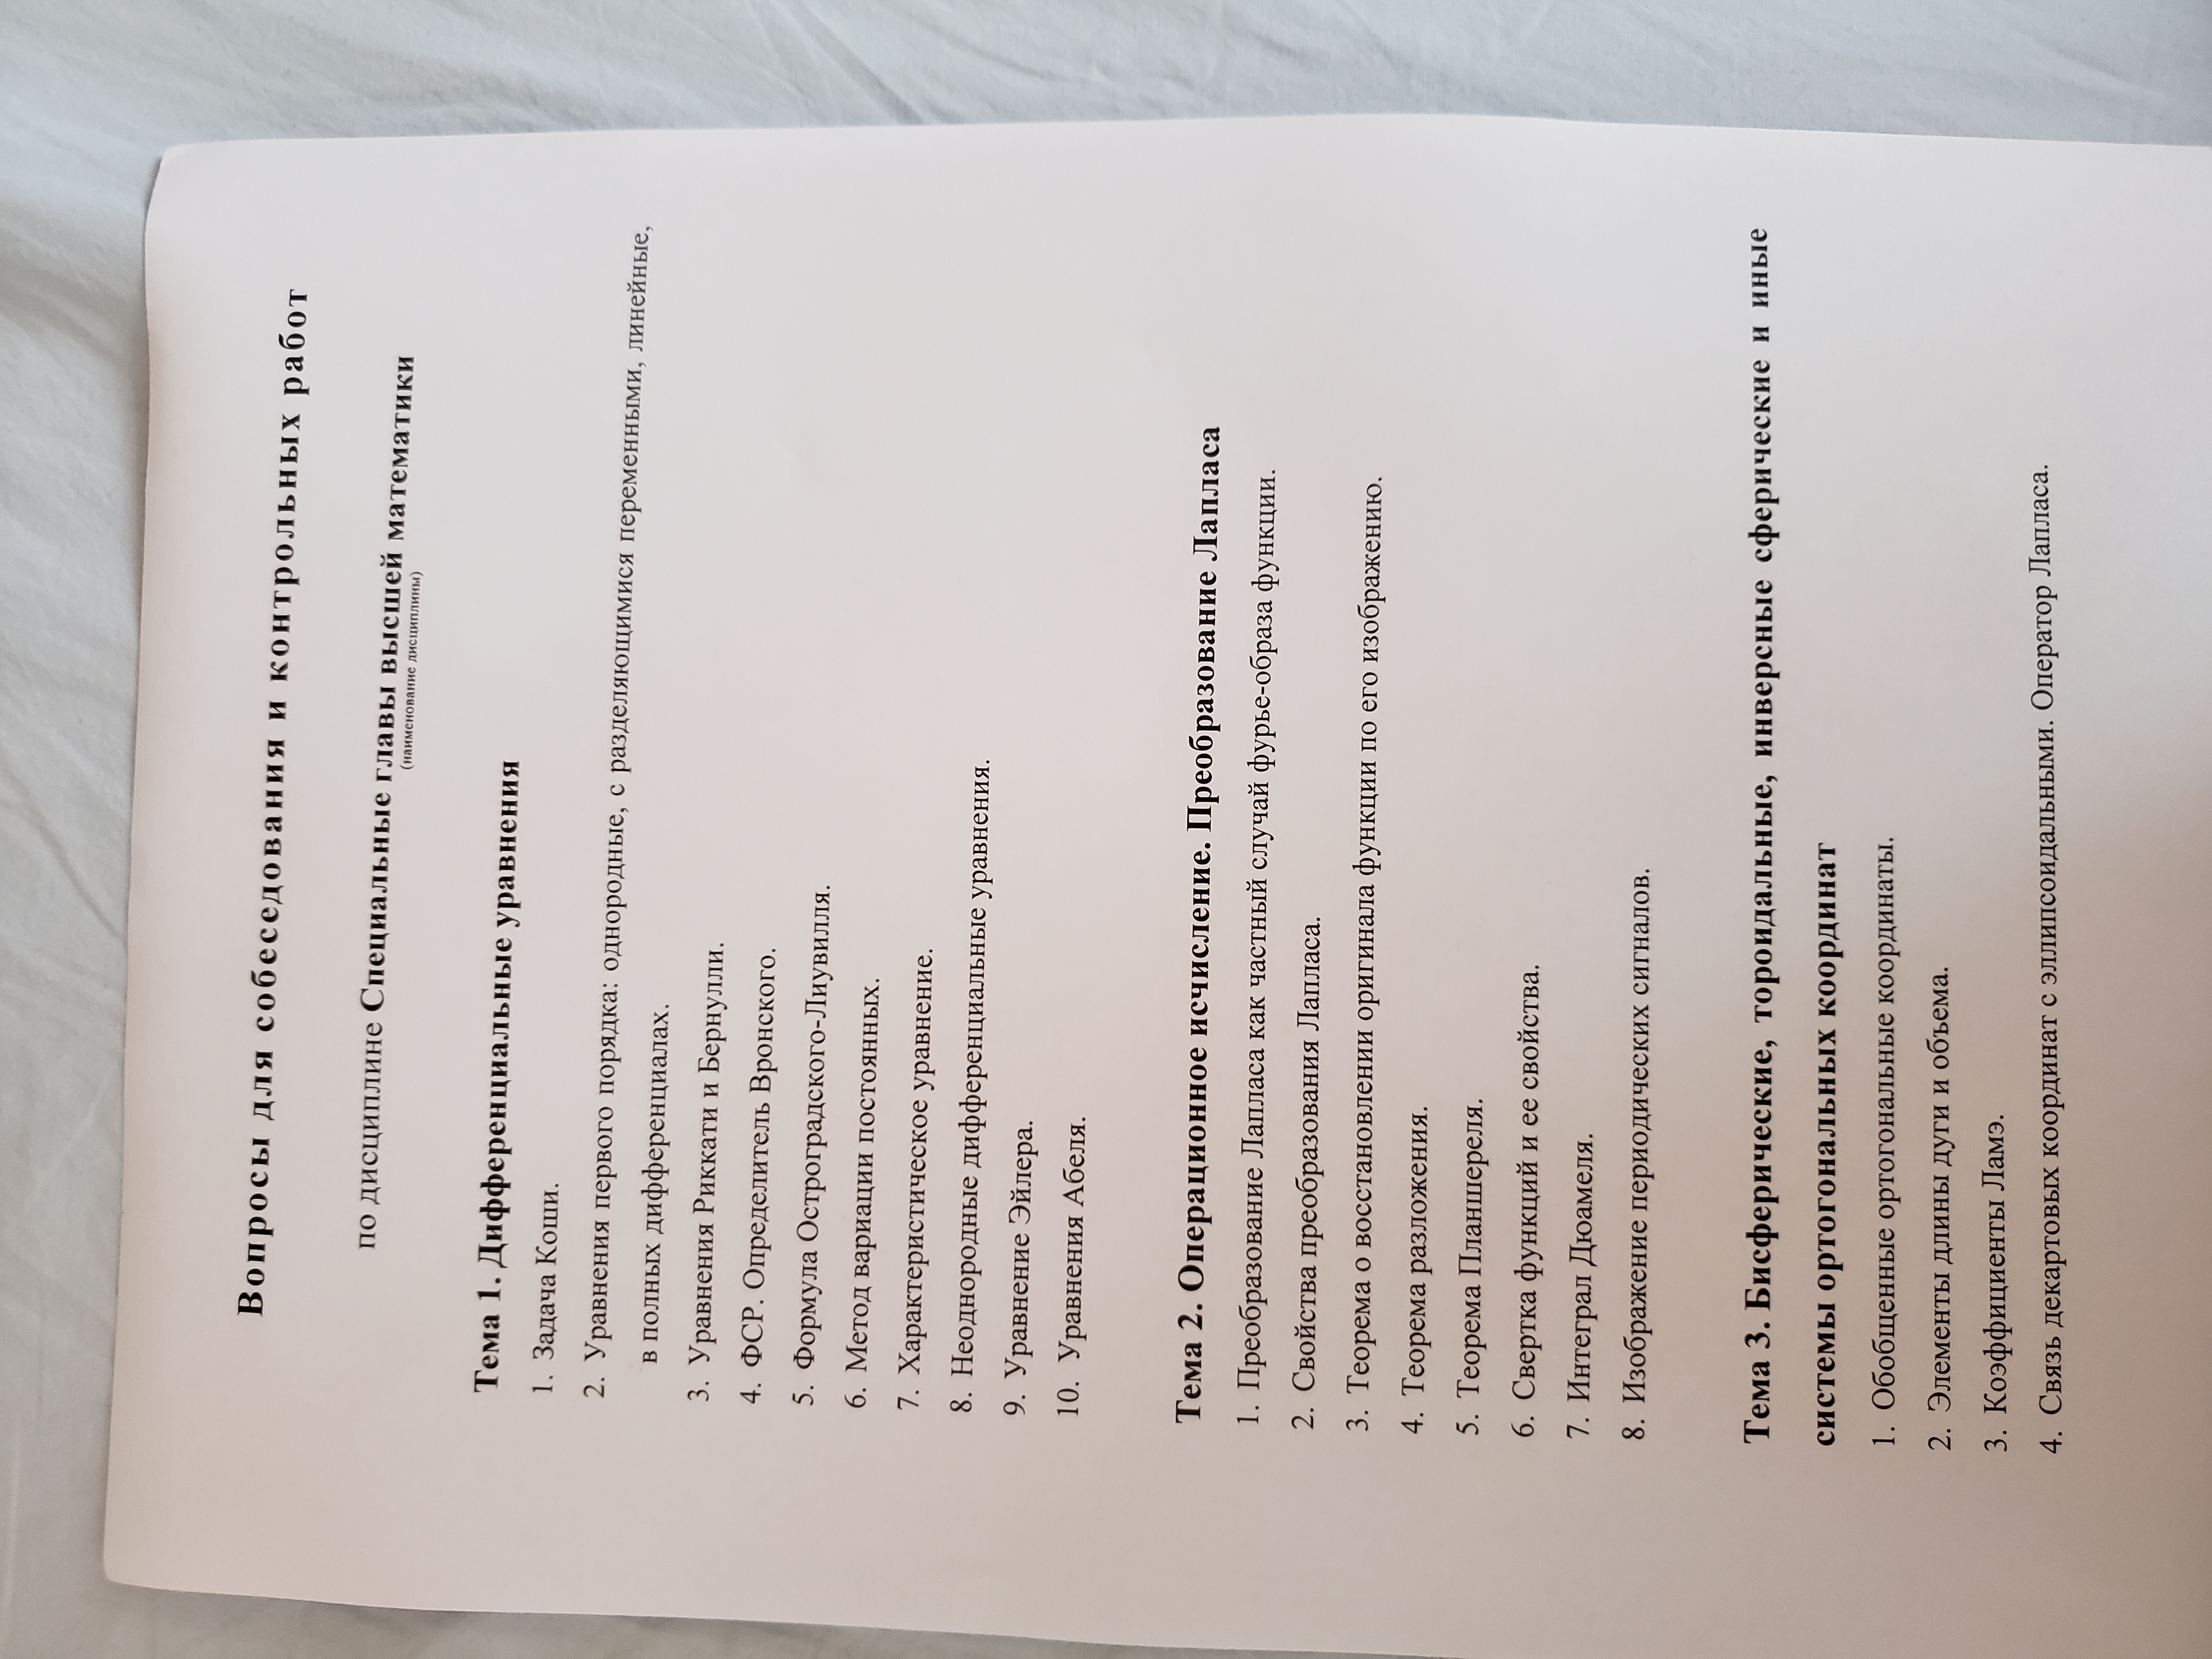 Вопросы для собеседования и контрольных работ
по дисциплине Специальные главы высшей математики
(наименование дисциплины)
Тема 1. Дифференциальные уравнения
1. Задача Коши.
2. Уравнения первого порядка: однородные, с разделяющимися переменными, линейные,
в полных дифференциалах.
3. Уравнения Риккати и Бернулли.
4. ФСР. Определитель Вронского.
5. Формула Остроградского-Лиувилля.
6. Метод вариации постоянных.
7. Характеристическое уравнение.
8. Неоднородные дифференциальные уравнения.
9. Уравнение Эйлера.
10. Уравнения Абеля.
Тема 2. Операционное исчисление. Преобразование Лапласа
1. Преобразование Лапласа как частный случай фурье-образа функции.
2. Свойства преобразования Лапласа.
3. Теорема о восстановлении оригинала функции по его изображению.
4. Теорема разложения.
5. Теорема Планшереля.
6. Свертка функций и ее свойства.
7. Интеграл Дюамеля.
8. Изображение периодических сигналов.
Тема 3. Бисферические, тороидальные, инверсные сферические и иные
системы ортогональных координат
1. Обобщенные ортогональные координаты.
2. Элементы длины дуги и объема.
3. Коэффициенты Ламэ.
4. Связь декартовых координат с эллипсоидальными. Оператор Лапласа.